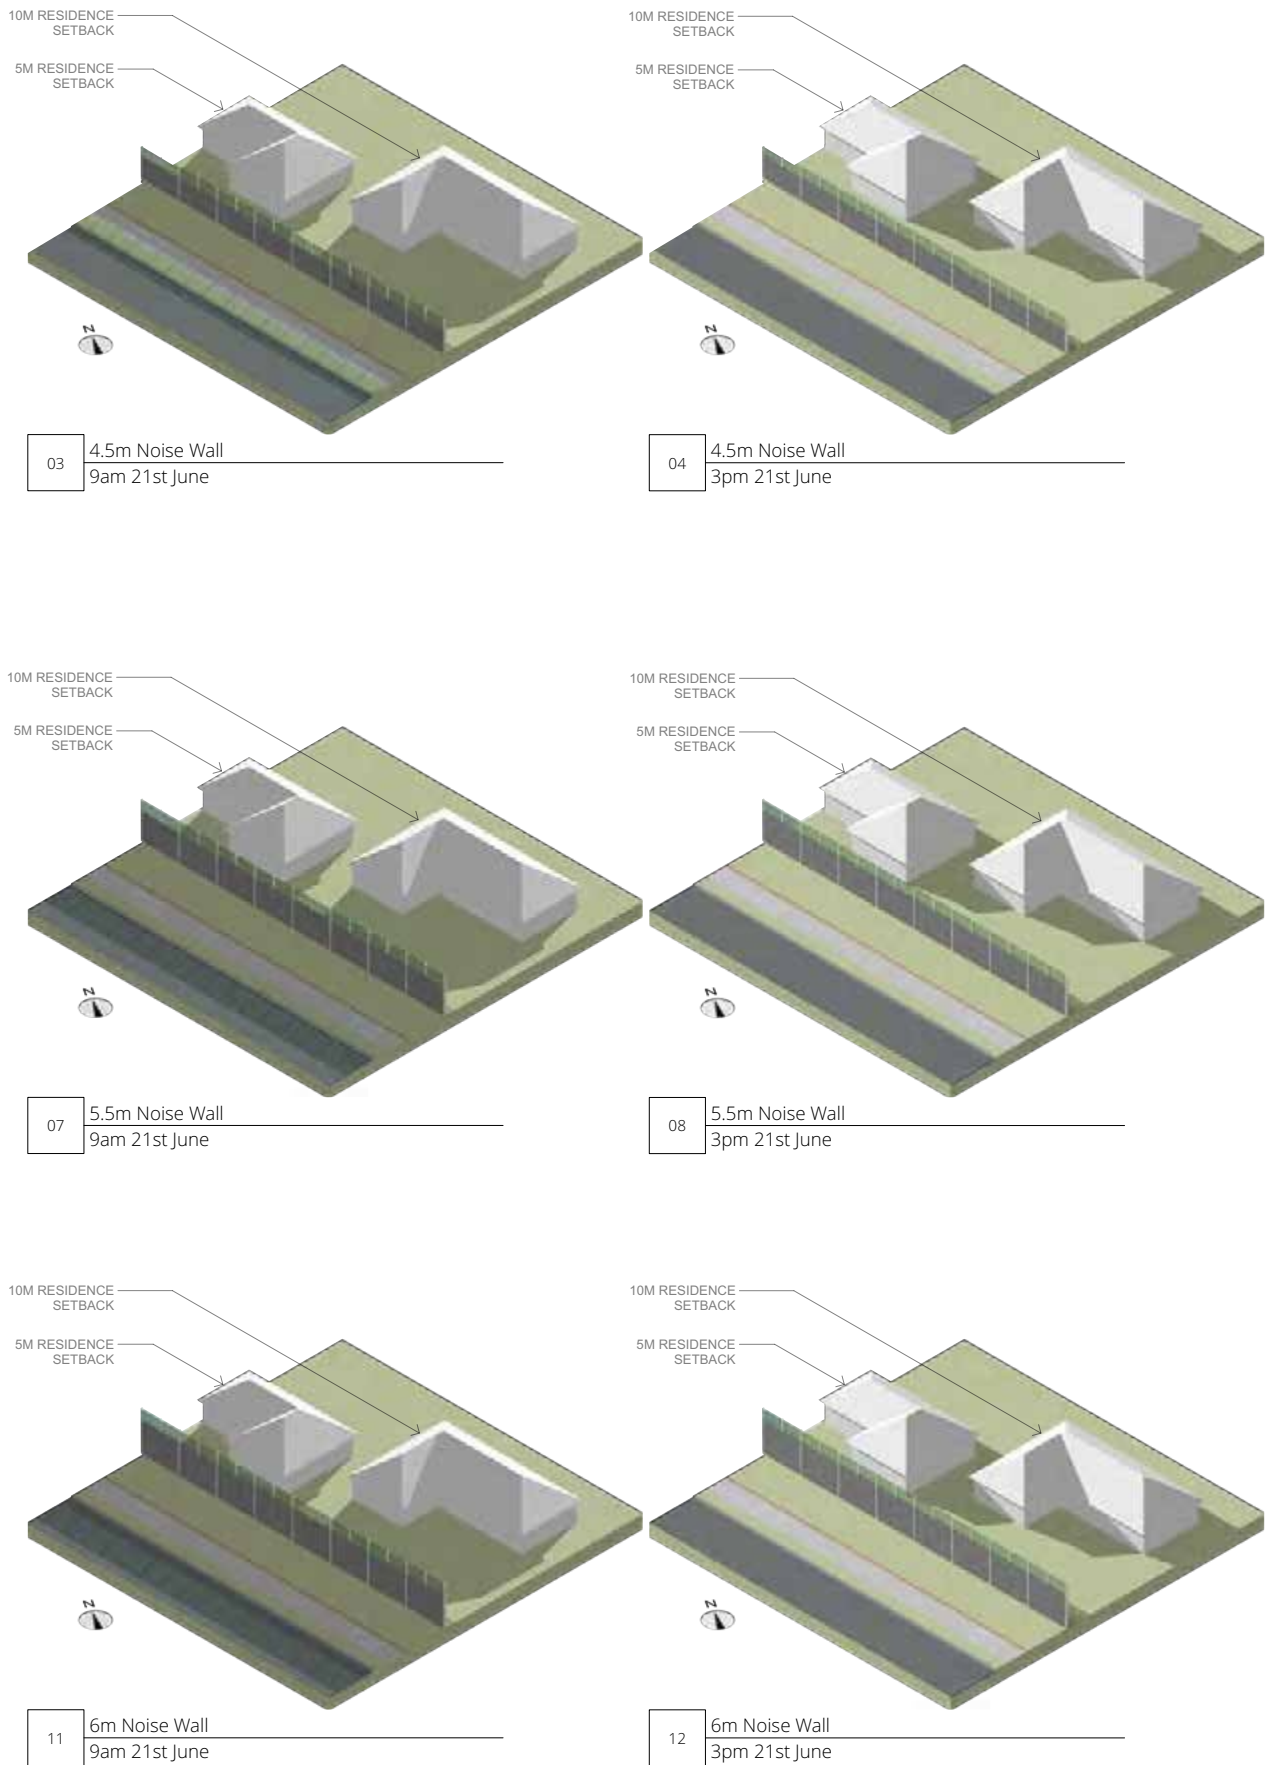 10M RESIDENCE
SETBACK
5M RESIDENCE
SETBACK
N
03
4.5m Noise Wall
9am 21st June
10M RESIDENCE
SETBACK
5M RESIDENCE
SETBACK
N
04
4.5m Noise Wall
3pm 21st June
10M RESIDENCE
SETBACK
5M RESIDENCE
SETBACK
N
07
5.5m Noise Wall
9am 21st June
10M RESIDENCE
SETBACK
5M RESIDENCE
SETBACK
N
08
5.5m Noise Wall
3pm 21st June
10M RESIDENCE
SETBACK
5M RESIDENCE
SETBACK
N
11
6m Noise Wall
9am 21st June
10M RESIDENCE
SETBACK
5M RESIDENCE
SETBACK
N
12
6m Noise Wall
3pm 21st June